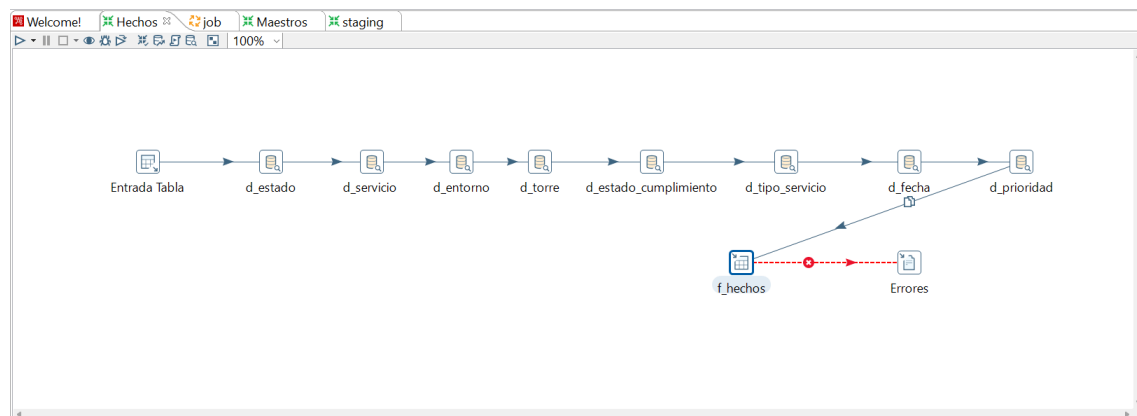 Welcome! Hechos job Maestros staging
100%
Entrada Tabla d_estado d_servicio d_entorno d_torre d_estado_cumplimiento d_tipo_servicio d_fecha d_prioridad
f_hechos Errores